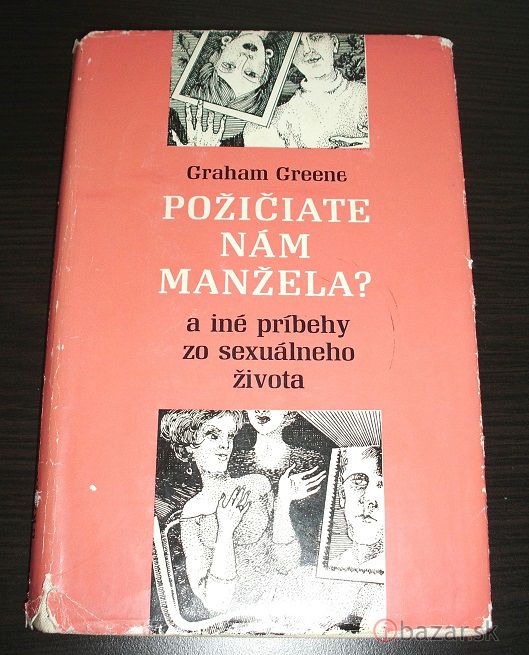 Graham Greene
POŽIČIATE
NÁM
MANŽELA?
a iné príbehy
zo sexuálneho
života
bazar.sk